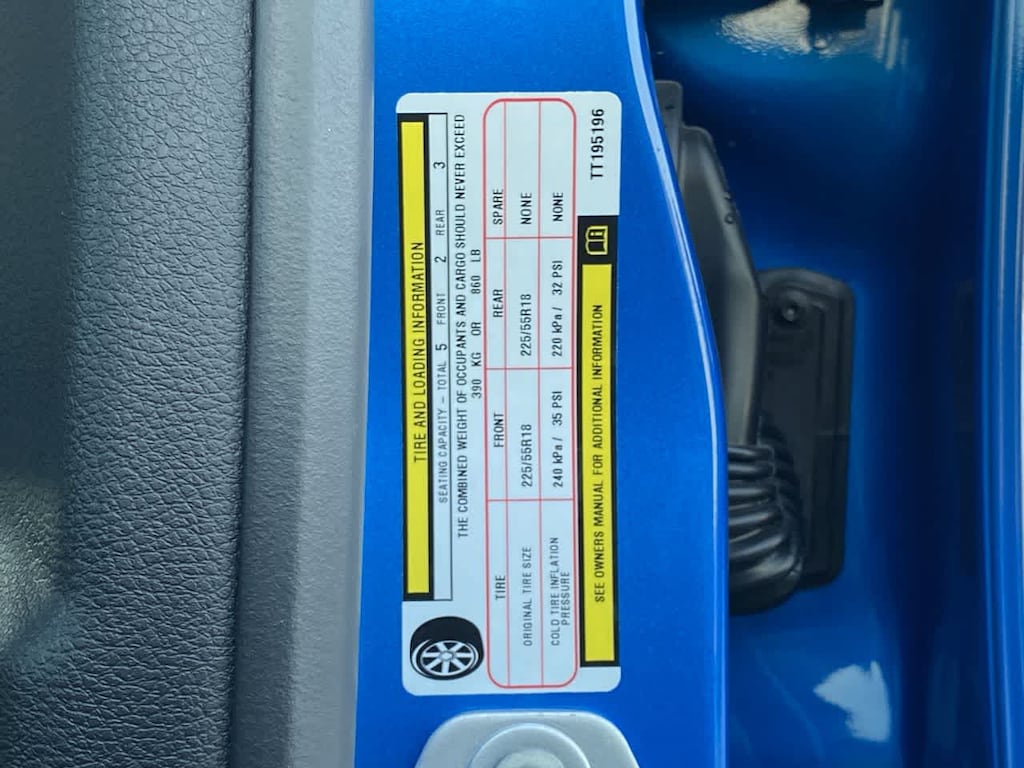 TIRE AND LOADING INFORMATION
SEATING CAPACITY – TOTAL 5 FRONT 2 REAR 3
THE COMBINED WEIGHT OF OCCUPANTS AND CARGO SHOULD NEVER EXCEED
390 KG OR 860 LB
TIRE FRONT REAR SPARE
ORIGINAL TIRE SIZE 225/55R18 225/55R18 NONE
COLD TIRE INFLATION PRESSURE 240 kPa / 35 PSI 220 kPa / 32 PSI NONE
SEE OWNERS MANUAL FOR ADDITIONAL INFORMATION
TT195196